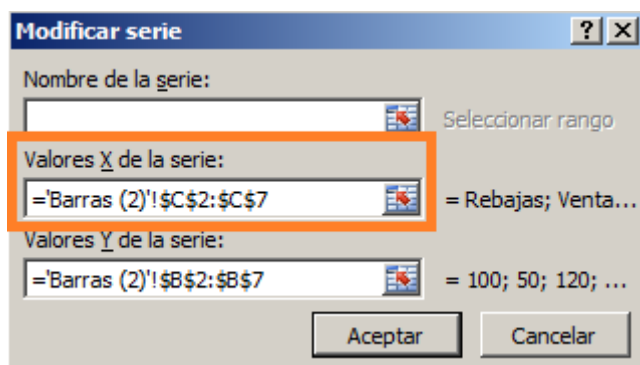 Modificar serie
Nombre de la serie:
Seleccionar rango
Valores X de la serie:
='Barras (2)'!$C$2:$C$7 = Rebajas; Venta...
Valores Y de la serie:
='Barras (2)'!$B$2:$B$7 = 100; 50; 120; ...
Aceptar Cancelar